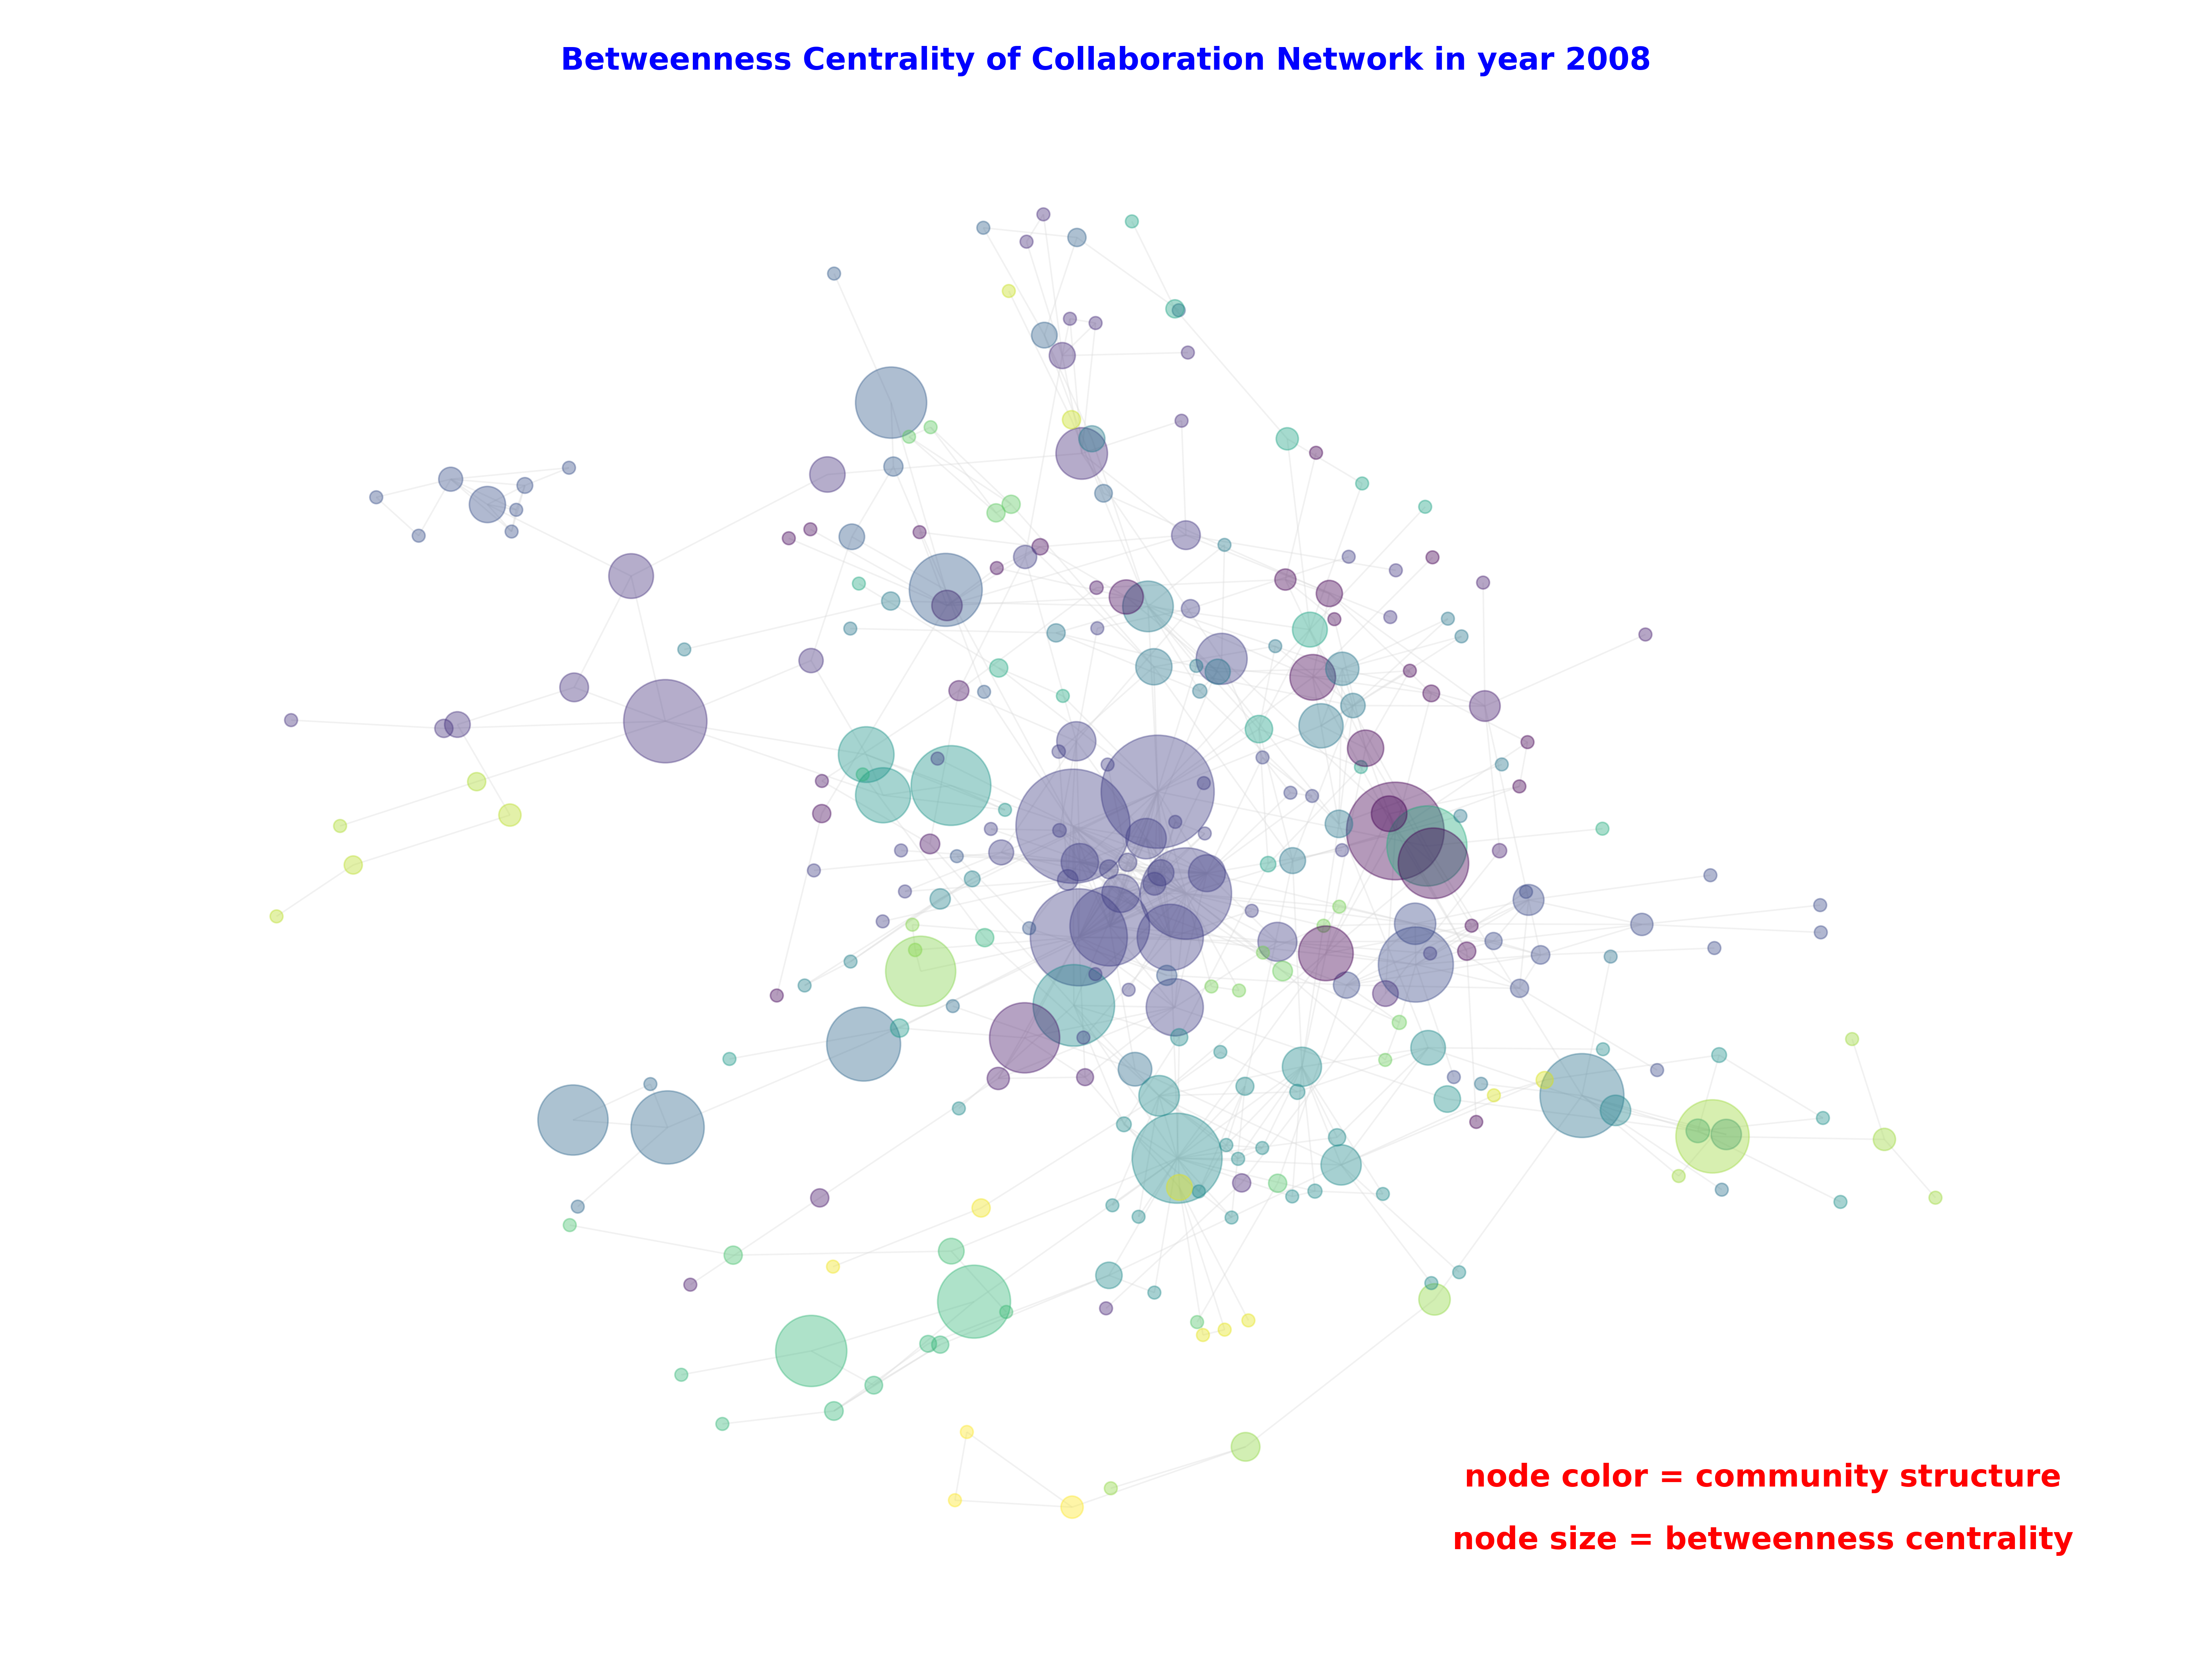 Betweenness Centrality of Collaboration Network in year 2008
node color = community structure
node size = betweenness centrality